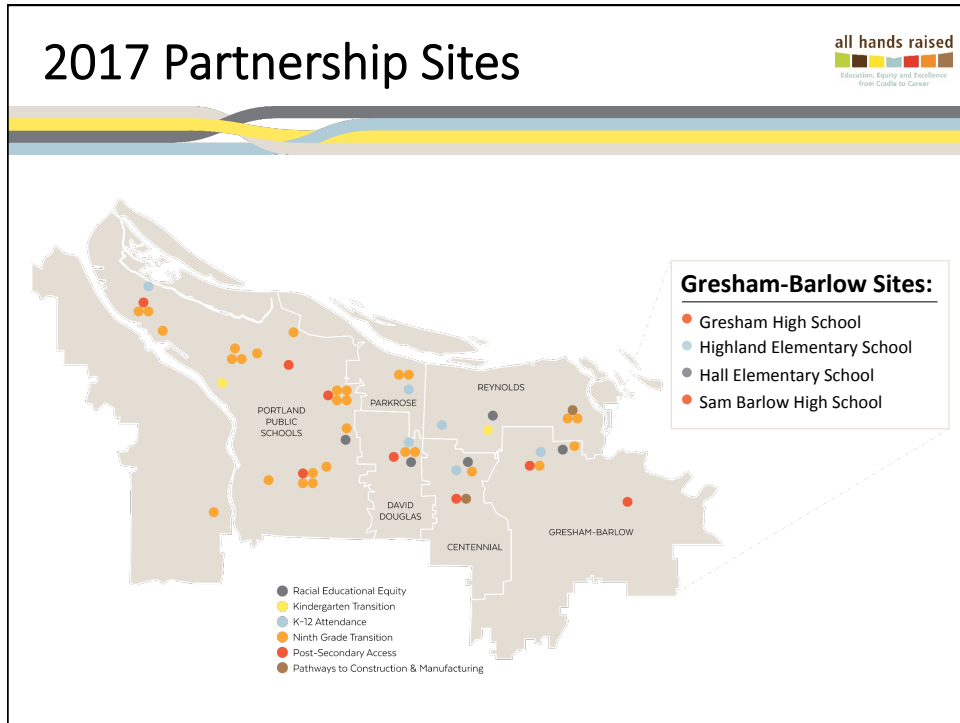 2017 Partnership Sites
all hands raised
Education, Equity and Excellence
from Cradle to Career
Gresham-Barlow Sites:
Gresham High School
Highland Elementary School
Hall Elementary School
Sam Barlow High School
REYNOLDS
PARKROSE
PORTLAND
PUBLIC
SCHOOLS
DAVID
DOUGLAS
CENTENNIAL
GRESHAM-BARLOW
Racial Educational Equity
Kindergarten Transition
K-12 Attendance
Ninth Grade Transition
Post-Secondary Access
Pathways to Construction & Manufacturing